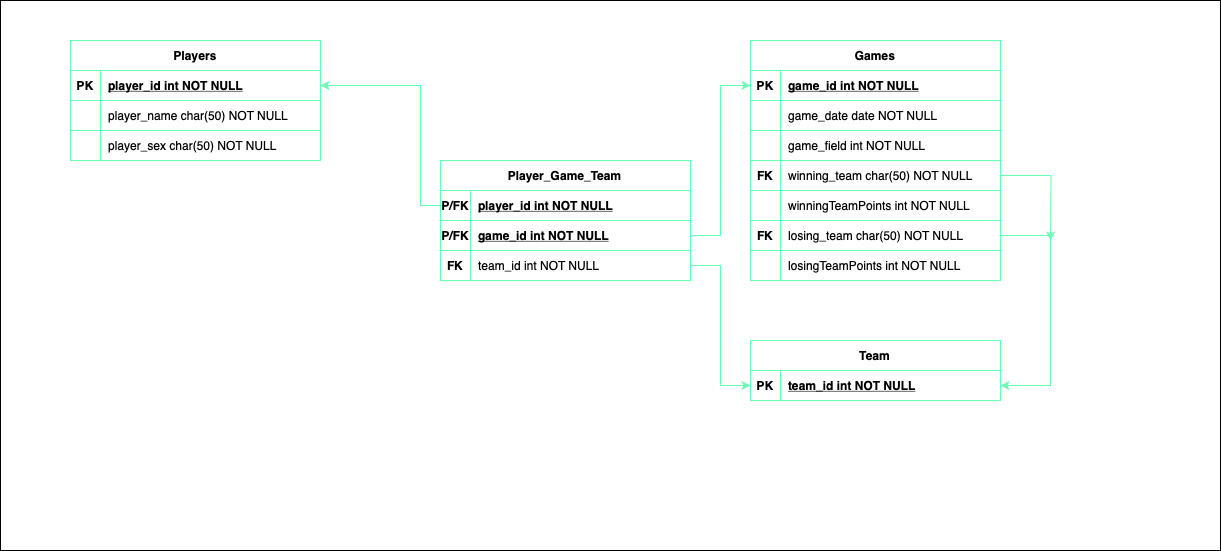 Players
PK player_id int NOT NULL
player_name char(50) NOT NULL
player_sex char(50) NOT NULL
Player_Game_Team
P/FK player_id int NOT NULL
P/FK game_id int NOT NULL
FK team_id int NOT NULL
Games
PK game_id int NOT NULL
game_date date NOT NULL
game_field int NOT NULL
FK winning_team char(50) NOT NULL
winningTeamPoints int NOT NULL
FK losing_team char(50) NOT NULL
losingTeamPoints int NOT NULL
Team
PK team_id int NOT NULL